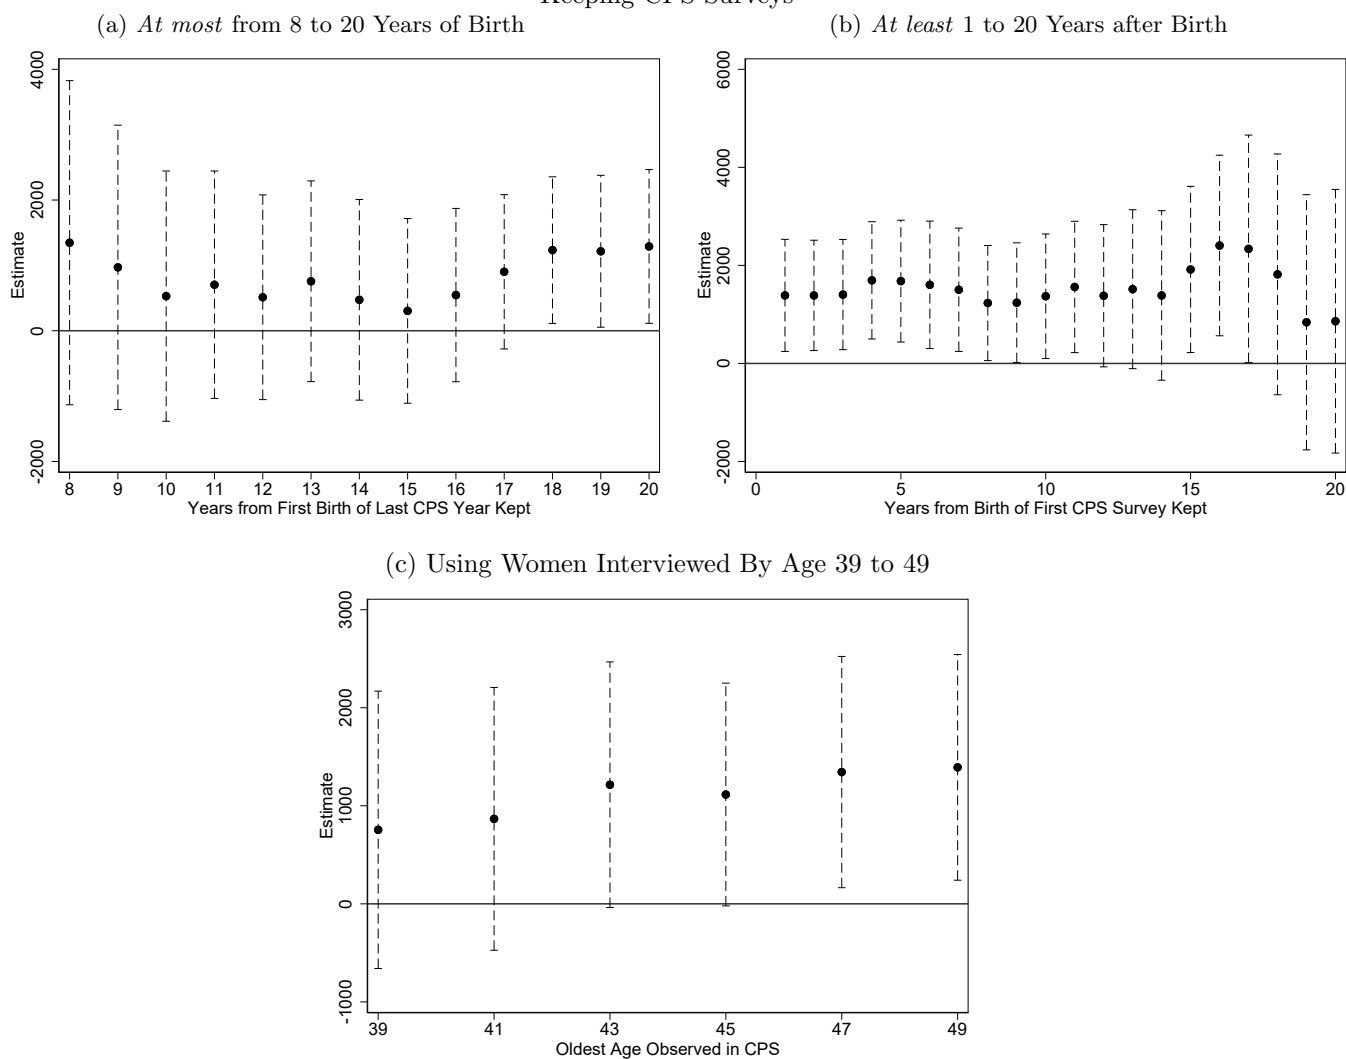 Keeping CPS Surveys
(a) At most from 8 to 20 Years of Birth
4000
2000
0
-2000
Estimate
8 9 10 11 12 13 14 15 16 17 18 19 20
Years from First Birth of Last CPS Year Kept
(b) At least 1 to 20 Years after Birth
6000
4000
2000
0
-2000
Estimate
0 5 10 15 20
Years from Birth of First CPS Survey Kept
(c) Using Women Interviewed By Age 39 to 49
3000
2000
1000
0
-1000
Estimate
39 41 43 45 47 49
Oldest Age Observed in CPS